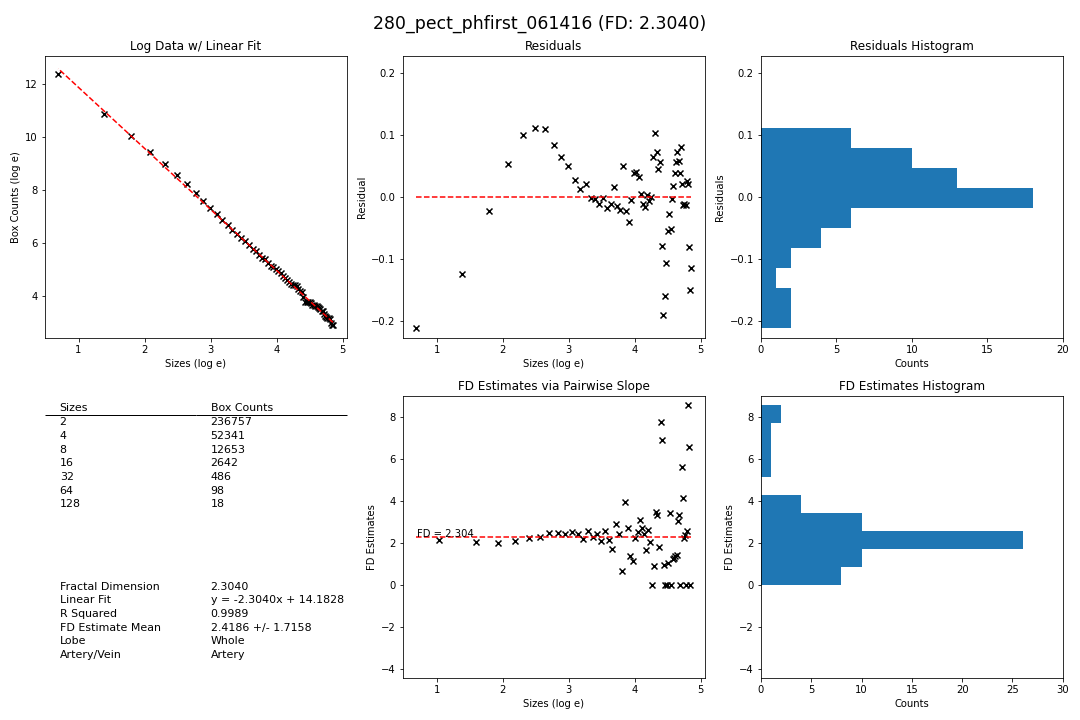 280_pect_phfirst_061416 (FD: 2.3040)
Log Data w/ Linear Fit
Box Counts (log e)
12
10
8
6
4
1
2
3
4
5
Sizes (log e)
Residuals
Residual
0.2
0.1
0.0
−0.1
−0.2
1
2
3
4
5
Sizes (log e)
Residuals Histogram
Residuals
0.2
0.1
0.0
−0.1
−0.2
0
5
10
15
20
Counts
Sizes Box Counts
2 236757
4 52341
8 12653
16 2642
32 486
64 98
128 18
Fractal Dimension 2.3040
Linear Fit y = -2.3040x + 14.1828
R Squared 0.9989
FD Estimate Mean 2.4186 +/- 1.7158
Lobe Whole
Artery/Vein Artery
FD Estimates via Pairwise Slope
FD Estimates
8
6
4
2
0
−2
−4
FD = 2.304
1
2
3
4
5
Sizes (log e)
FD Estimates Histogram
FD Estimates
8
6
4
2
0
−2
−4
0
5
10
15
20
25
30
Counts